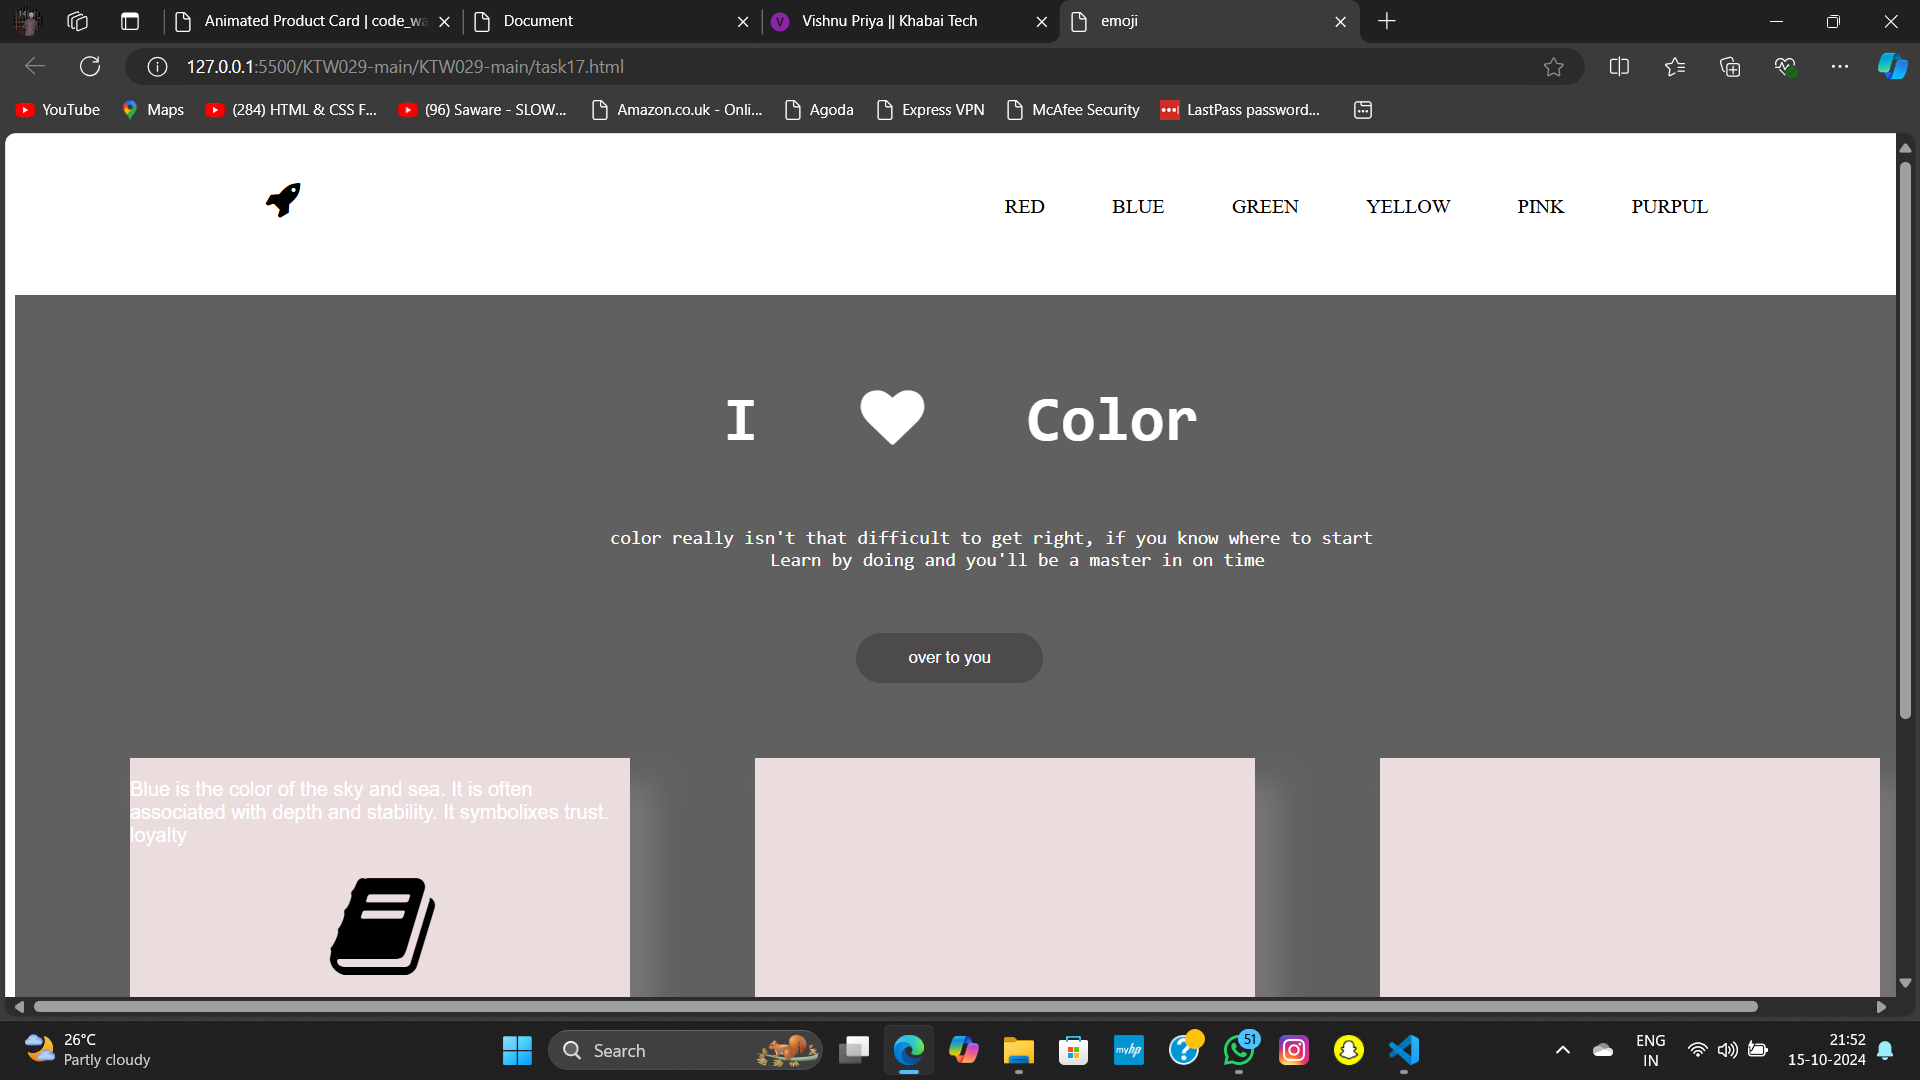 Animated Product Card | code_wa
Document
V
Vishnu Priya || Khabai Tech
emoji
127.0.0.1:5500/KTW029-main/KTW029-main/task17.html
YouTube
Maps
(284) HTML & CSS F...
(96) Saware - SLOW...
Amazon.co.uk - Onli...
Agoda
Express VPN
McAfee Security
LastPass password...
RED BLUE GREEN YELLOW PINK PURPUL
I Color
color really isn't that difficult to get right, if you know where to start
Learn by doing and you'll be a master in on time
over to you
Blue is the color of the sky and sea. It is often
associated with depth and stability. It symbolixes trust.
loyalty
26°C
Partly cloudy
Search
myhp
51
ENG
IN
21:52
15-10-2024